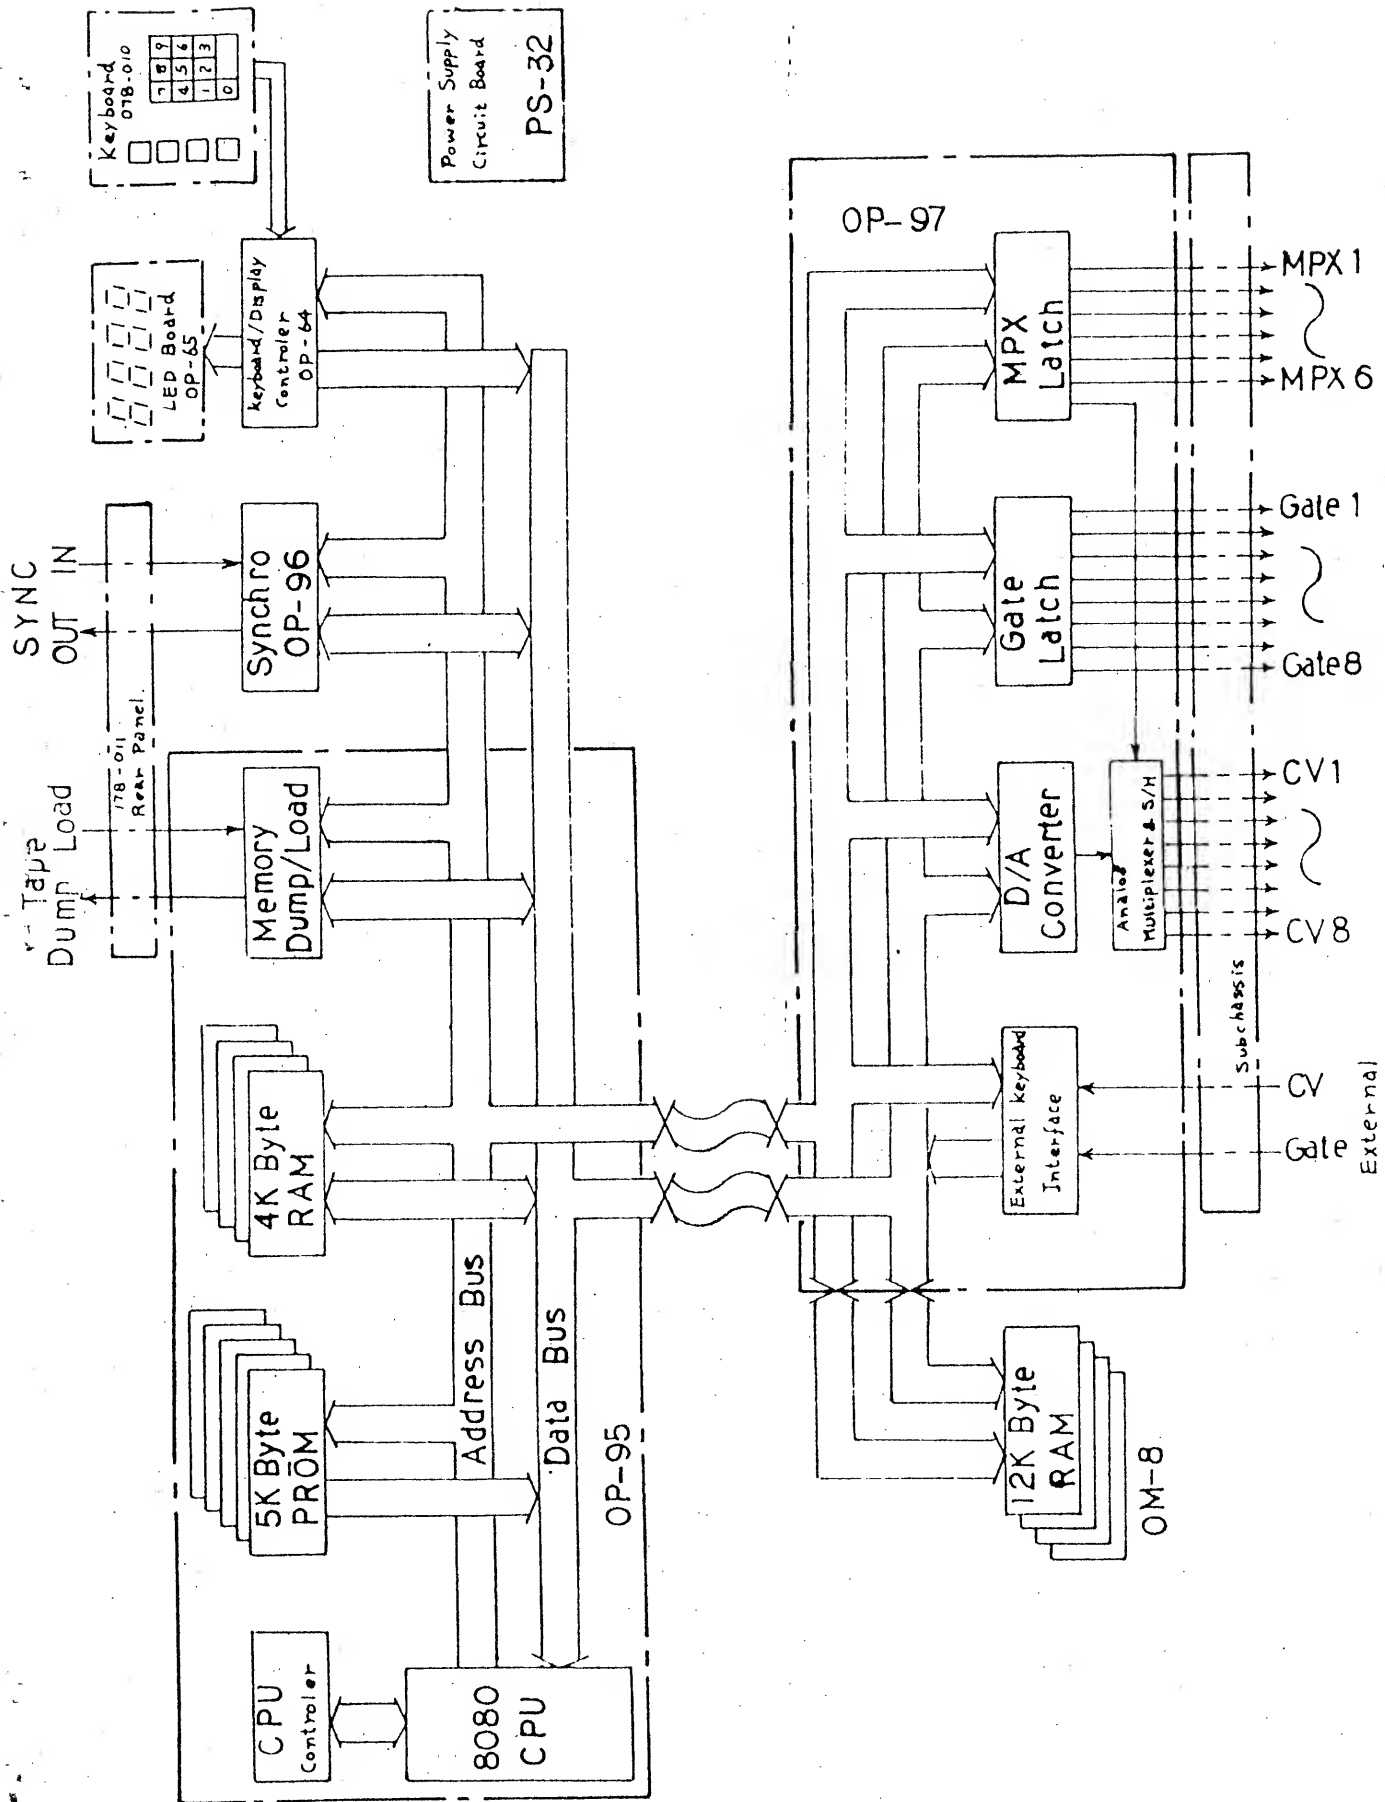 Keyboard
078-010
7 8 9
4 5 6
1 2 3
0
Power Supply
Circuit Board
PS-32
LED Board
OP-65
Keyboard/Display
Controler
OP-64
SYNC
OUT IN
Synchro
OP-96
Tape
Dump Load
178-011
Rear Panel.
Memory
Dump/Load
4K Byte
RAM
5K Byte
PROM
Address Bus
Data Bus
OP-95
CPU
Controler
8080
CPU
OP-97
MPX
Latch
MPX 1
MPX 6
Gate
Latch
Gate 1
Gate 8
D/A
Converter
Analog
Multiplexer & S/H
CV 1
CV 8
External Keyboard
Interface
Subchassis
CV
Gate
External
12K Byte
RAM
OM-8